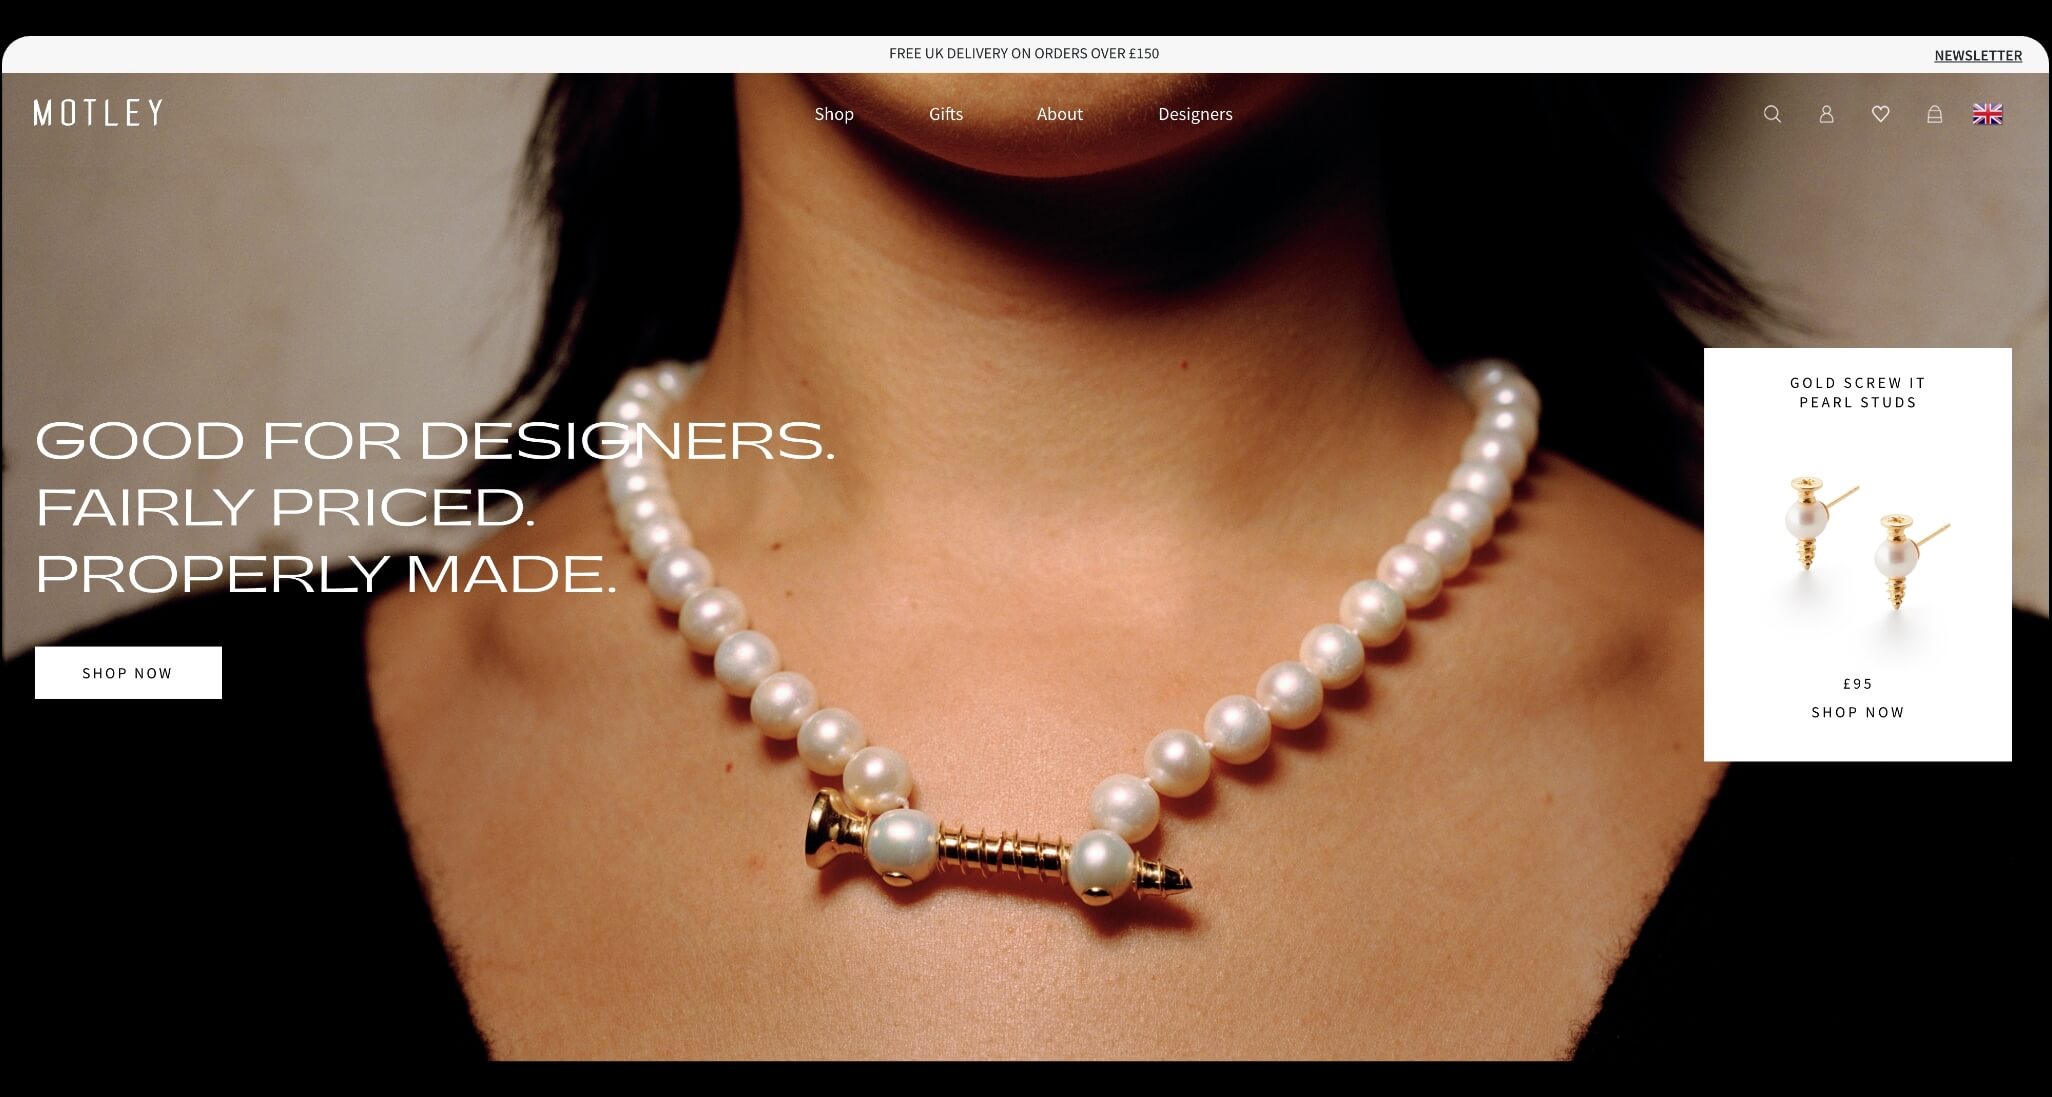 FREE UK DELIVERY ON ORDERS OVER £150
NEWSLETTER
MOTLEY
Shop
Gifts
About
Designers
GOOD FOR DESIGNERS.
FAIRLY PRICED.
PROPERLY MADE.
SHOP NOW
GOLD SCREW IT
PEARL STUDS
£95
SHOP NOW